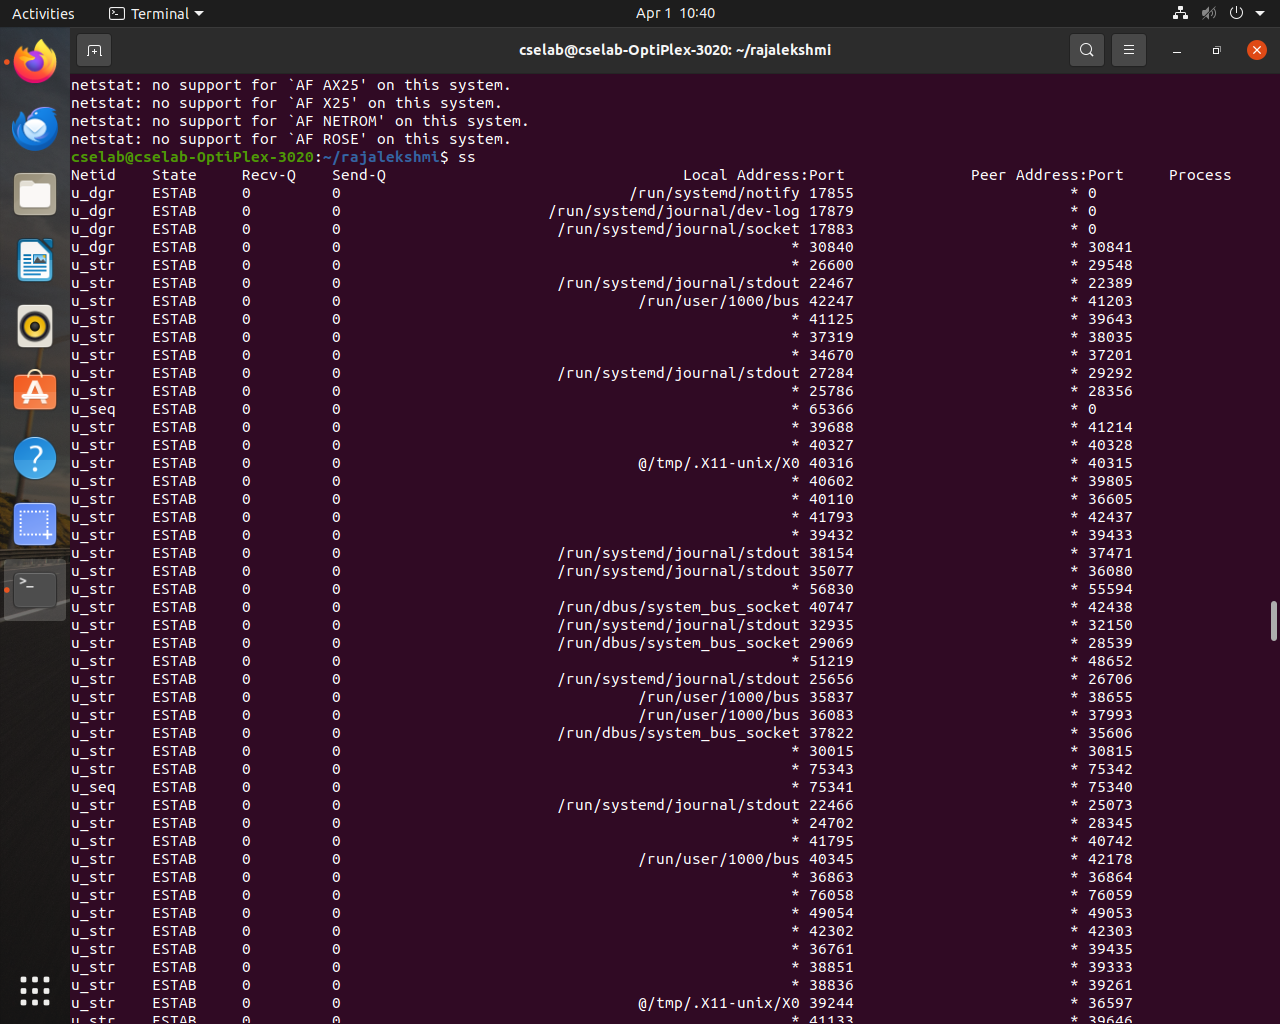 Activities Terminal Apr 1 10:40
cselab@cselab-OptiPlex-3020: ~/rajalekshmi
netstat: no support for `AF AX25' on this system.
netstat: no support for `AF X25' on this system.
netstat: no support for `AF NETROM' on this system.
netstat: no support for `AF ROSE' on this system.
cselab@cselab-OptiPlex-3020:~/rajalekshmi$ ss
Netid State Recv-Q Send-Q Local Address:Port Peer Address:Port Process
u_dgr ESTAB 0 0 /run/systemd/notify 17855 * 0
u_dgr ESTAB 0 0 /run/systemd/journal/dev-log 17879 * 0
u_dgr ESTAB 0 0 /run/systemd/journal/socket 17883 * 0
u_dgr ESTAB 0 0 * 30840 * 30841
u_str ESTAB 0 0 * 26600 * 29548
u_str ESTAB 0 0 /run/systemd/journal/stdout 22467 * 22389
u_str ESTAB 0 0 /run/user/1000/bus 42247 * 41203
u_str ESTAB 0 0 * 41125 * 39643
u_str ESTAB 0 0 * 37319 * 38035
u_str ESTAB 0 0 * 34670 * 37201
u_str ESTAB 0 0 /run/systemd/journal/stdout 27284 * 29292
u_str ESTAB 0 0 * 25786 * 28356
u_seq ESTAB 0 0 * 65366 * 0
u_str ESTAB 0 0 * 39688 * 41214
u_str ESTAB 0 0 * 40327 * 40328
u_str ESTAB 0 0 @/tmp/.X11-unix/X0 40316 * 40315
u_str ESTAB 0 0 * 40602 * 39805
u_str ESTAB 0 0 * 40110 * 36605
u_str ESTAB 0 0 * 41793 * 42437
u_str ESTAB 0 0 * 39432 * 39433
u_str ESTAB 0 0 /run/systemd/journal/stdout 38154 * 37471
u_str ESTAB 0 0 /run/systemd/journal/stdout 35077 * 36080
u_str ESTAB 0 0 * 56830 * 55594
u_str ESTAB 0 0 /run/dbus/system_bus_socket 40747 * 42438
u_str ESTAB 0 0 /run/systemd/journal/stdout 32935 * 32150
u_str ESTAB 0 0 /run/dbus/system_bus_socket 29069 * 28539
u_str ESTAB 0 0 * 51219 * 48652
u_str ESTAB 0 0 /run/systemd/journal/stdout 25656 * 26706
u_str ESTAB 0 0 /run/user/1000/bus 35837 * 38655
u_str ESTAB 0 0 /run/user/1000/bus 36083 * 37993
u_str ESTAB 0 0 /run/dbus/system_bus_socket 37822 * 35606
u_str ESTAB 0 0 * 30015 * 30815
u_str ESTAB 0 0 * 75343 * 75342
u_seq ESTAB 0 0 * 75341 * 75340
u_str ESTAB 0 0 /run/systemd/journal/stdout 22466 * 25073
u_str ESTAB 0 0 * 24702 * 28345
u_str ESTAB 0 0 * 41795 * 40742
u_str ESTAB 0 0 /run/user/1000/bus 40345 * 42178
u_str ESTAB 0 0 * 36863 * 36864
u_str ESTAB 0 0 * 76058 * 76059
u_str ESTAB 0 0 * 49054 * 49053
u_str ESTAB 0 0 * 42302 * 42303
u_str ESTAB 0 0 * 36761 * 39435
u_str ESTAB 0 0 * 38851 * 39333
u_str ESTAB 0 0 * 38836 * 39261
u_str ESTAB 0 0 @/tmp/.X11-unix/X0 39244 * 36597
u_str ESTAB 0 0 * 41133 * 39646